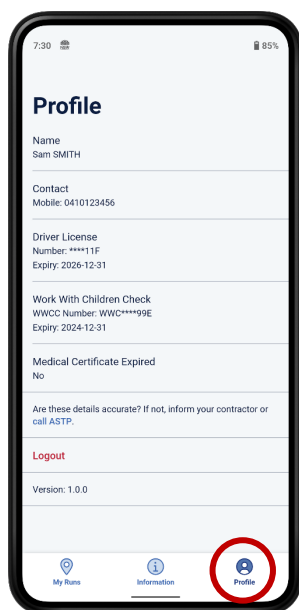 7:30
85%
Profile
Name
Sam SMITH
Contact
Mobile: 0410123456
Driver License
Number: ****11F
Expiry: 2026-12-31
Work With Children Check
WWCC Number: WWC****99E
Expiry: 2024-12-31
Medical Certificate Expired
No
Are these details accurate? If not, inform your contractor or
call ASTP.
Logout
Version: 1.0.0
My Runs
Information
Profile